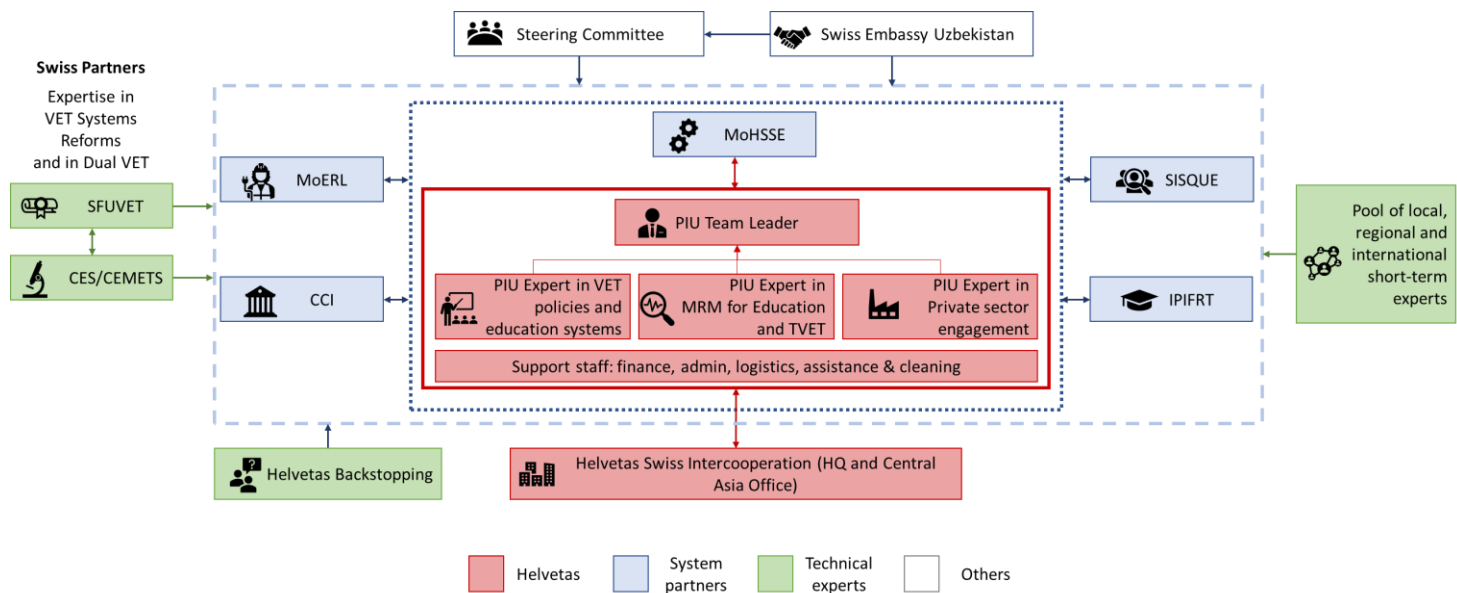 Steering Committee
Swiss Embassy Uzbekistan
Swiss Partners
Expertise in
VET Systems
Reforms
and in Dual VET
SFUVET
CES/CEMETS
MoERL
CCI
MoHSSE
PIU Team Leader
PIU Expert in VET
policies and
education systems
PIU Expert in
MRM for Education
and TVET
PIU Expert in
Private sector
engagement
Support staff: finance, admin, logistics, assistance & cleaning
SISQUE
IPIFRT
Pool of local,
regional and
international
short-term
experts
?
Helvetas Backstopping
Helvetas Swiss Intercooperation (HQ and Central
Asia Office)
Helvetas
System
partners
Technical
experts
Others